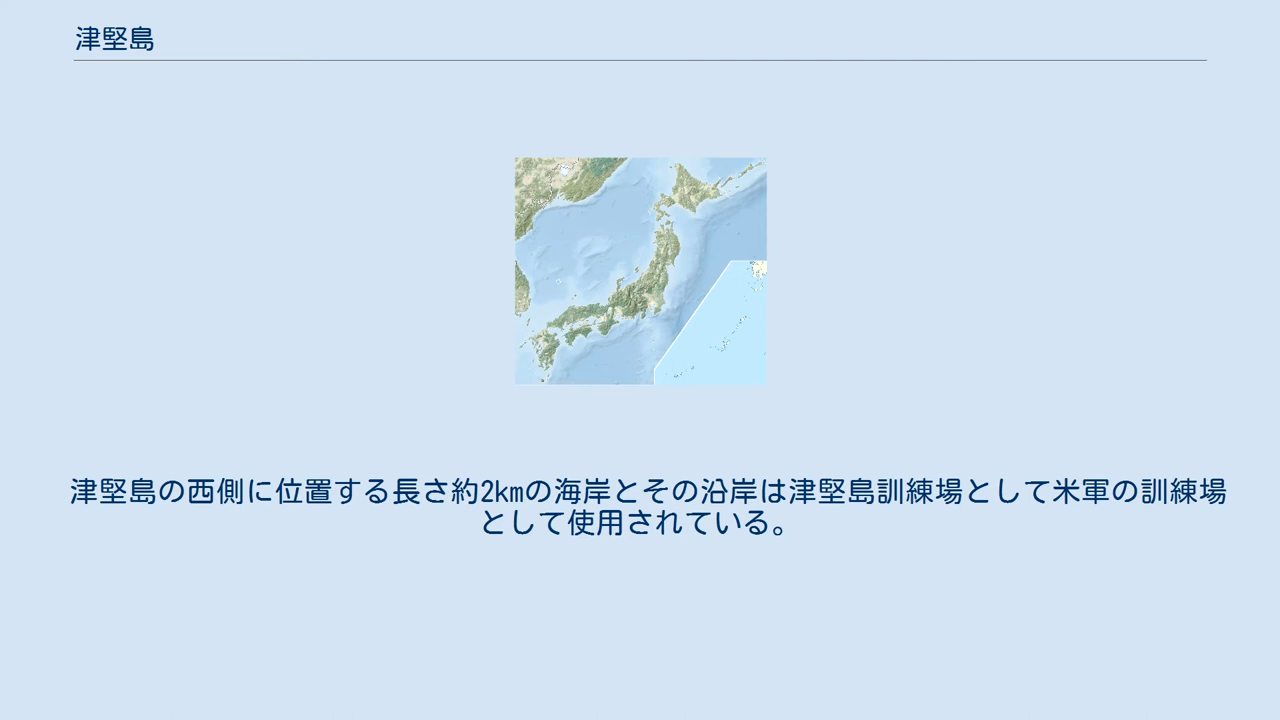 津堅島
津堅島の西側に位置する長さ約2kmの海岸とその沿岸は津堅島訓練場として米軍の訓練場
として使用されている。